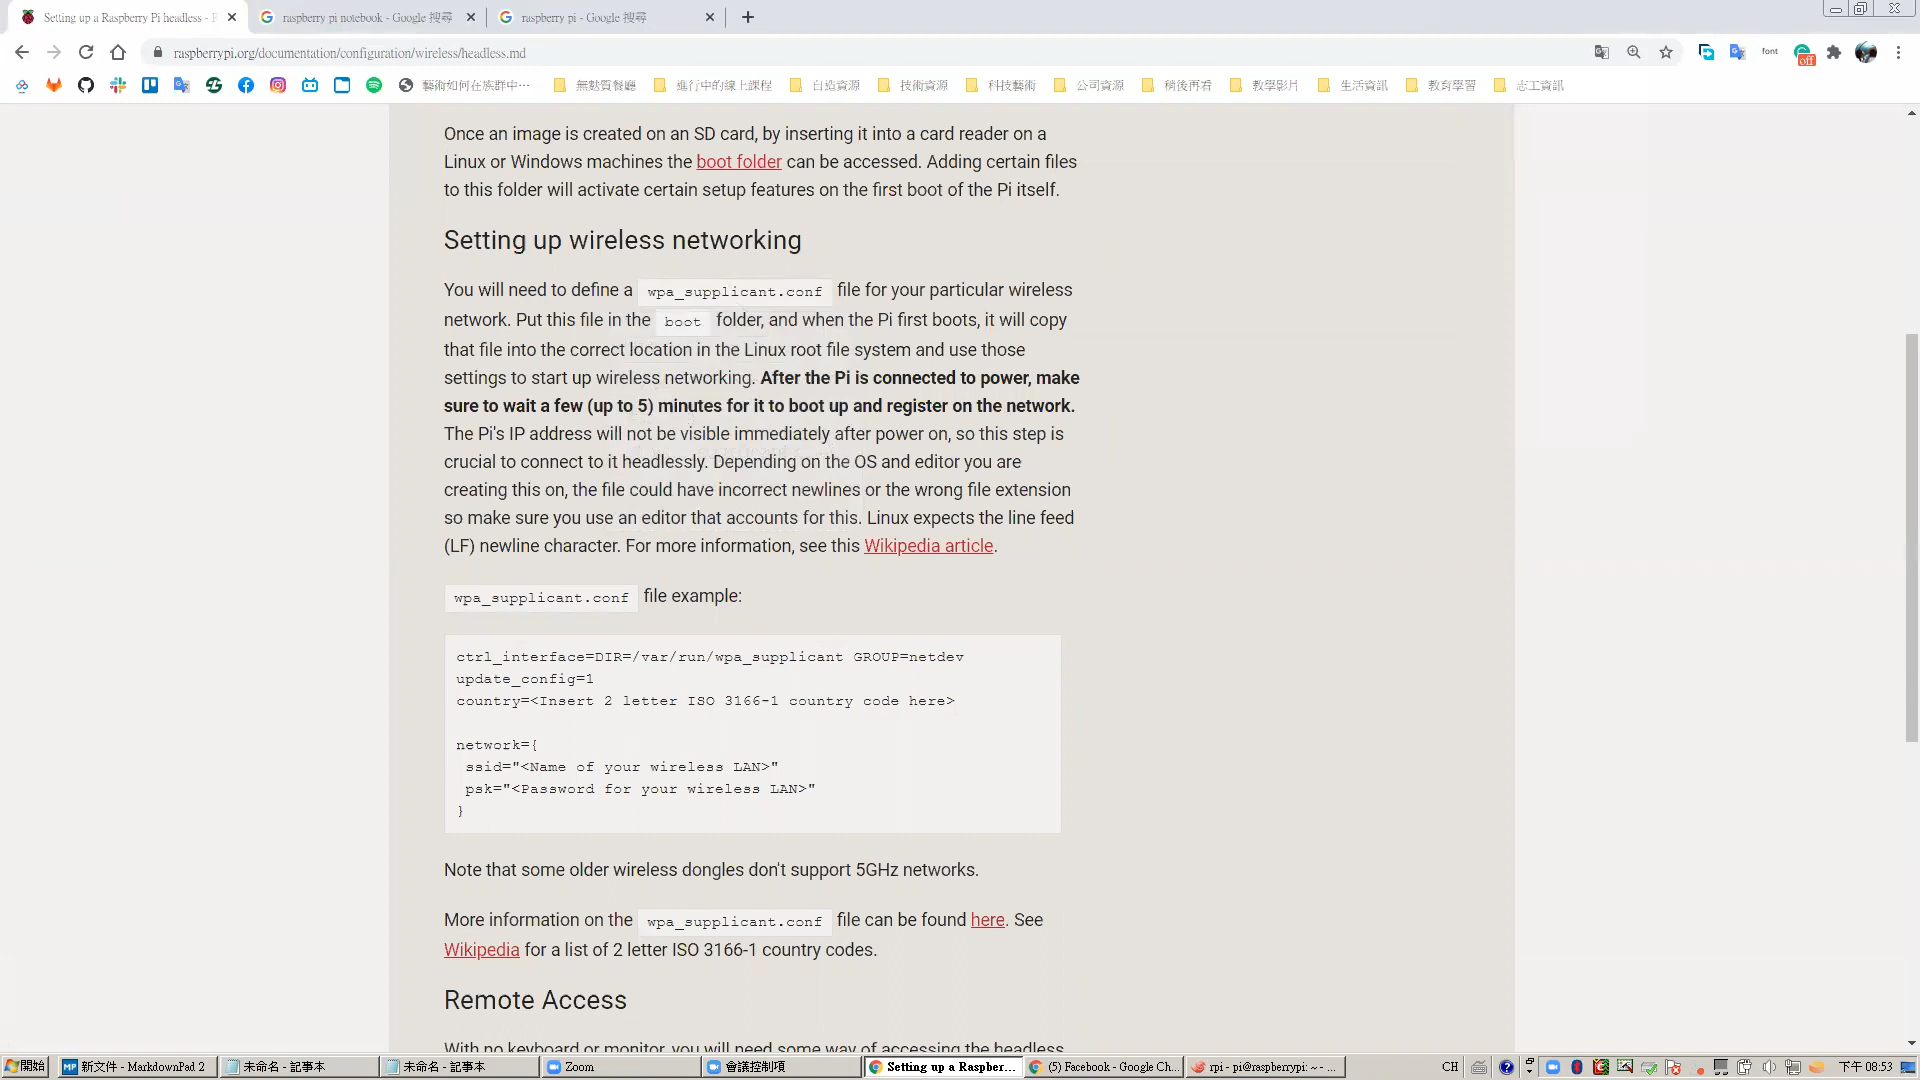 Setting up a Raspberry Pi headless - R
raspberry pi notebook - Google 搜尋
raspberry pi - Google 搜尋
raspberrypi.org/documentation/configuration/wireless/headless.md
font
off
藝術如何在族群中…
無麩質餐廳
進行中的線上課程
自造資源
技術資源
科技藝術
公司資源
稍後再看
教學影片
生活資訊
教育學習
志工資訊
Once an image is created on an SD card, by inserting it into a card reader on a
Linux or Windows machines the boot folder can be accessed. Adding certain files
to this folder will activate certain setup features on the first boot of the Pi itself.
Setting up wireless networking
You will need to define a wpa_supplicant.conf file for your particular wireless
network. Put this file in the boot folder, and when the Pi first boots, it will copy
that file into the correct location in the Linux root file system and use those
settings to start up wireless networking. After the Pi is connected to power, make
sure to wait a few (up to 5) minutes for it to boot up and register on the network.
The Pi's IP address will not be visible immediately after power on, so this step is
crucial to connect to it headlessly. Depending on the OS and editor you are
creating this on, the file could have incorrect newlines or the wrong file extension
so make sure you use an editor that accounts for this. Linux expects the line feed
(LF) newline character. For more information, see this Wikipedia article.
wpa_supplicant.conf file example:
ctrl_interface=DIR=/var/run/wpa_supplicant GROUP=netdev
update_config=1
country=<Insert 2 letter ISO 3166-1 country code here>
network={
ssid="<Name of your wireless LAN>"
psk="<Password for your wireless LAN>"
}
Note that some older wireless dongles don't support 5GHz networks.
More information on the wpa_supplicant.conf file can be found here. See
Wikipedia for a list of 2 letter ISO 3166-1 country codes.
Remote Access
With no keyboard or monitor, you will need some way of accessing the headless
開始
新文件 - MarkdownPad 2
未命名 - 記事本
未命名 - 記事本
Zoom
會議控制項
Setting up a Raspber...
(5) Facebook - Google Ch...
rpi - pi@raspberrypi: ~ - ...
CH
下午 08:53